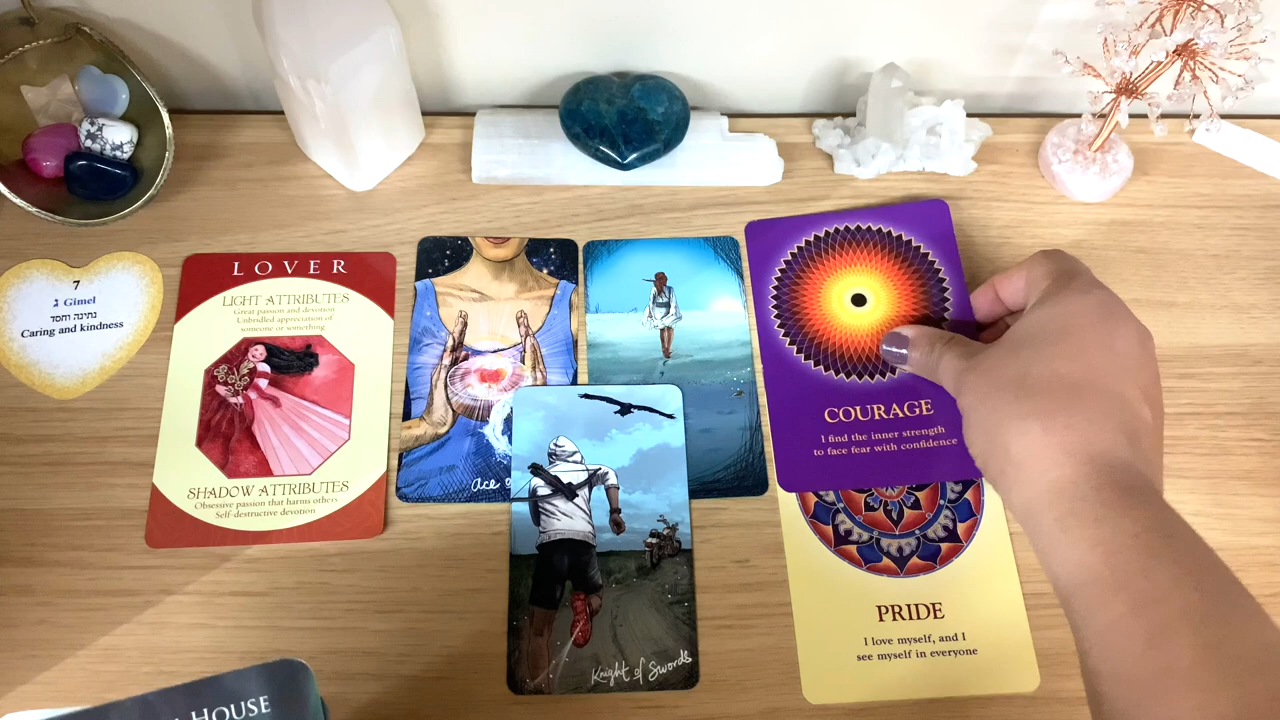 7
ג Gimel
נתינה וחסד
Caring and kindness
LOVER
LIGHT ATTRIBUTES
Great passion and devotion
Unbridled appreciation of
someone or something
SHADOW ATTRIBUTES
Obsessive passion that harms others
Self-destructive devotion
Ace
Knight of Swords
COURAGE
I find the inner strength
to face fear with confidence
PRIDE
I love myself, and I
see myself in everyone
HOUSE